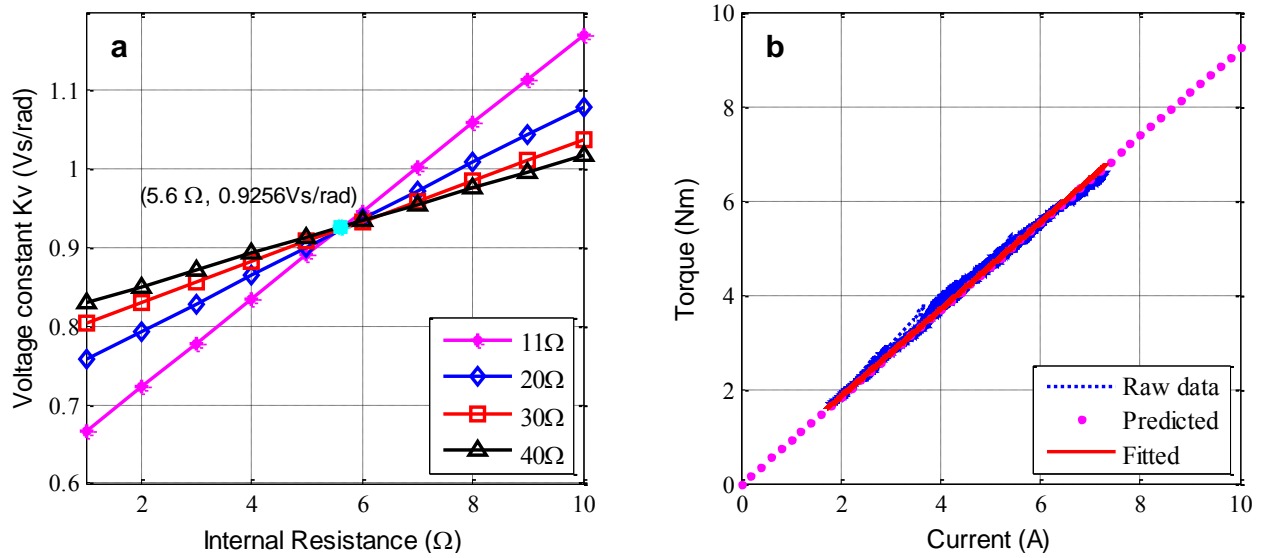 a
Voltage constant Kv (Vs/rad)
1.1
1
0.9
0.8
0.7
0.6
(5.6 Ω, 0.9256Vs/rad)
11Ω
20Ω
30Ω
40Ω
2 4 6 8 10
Internal Resistance (Ω)
b
Torque (Nm)
10
8
6
4
2
0
Raw data
Predicted
Fitted
0 2 4 6 8 10
Current (A)